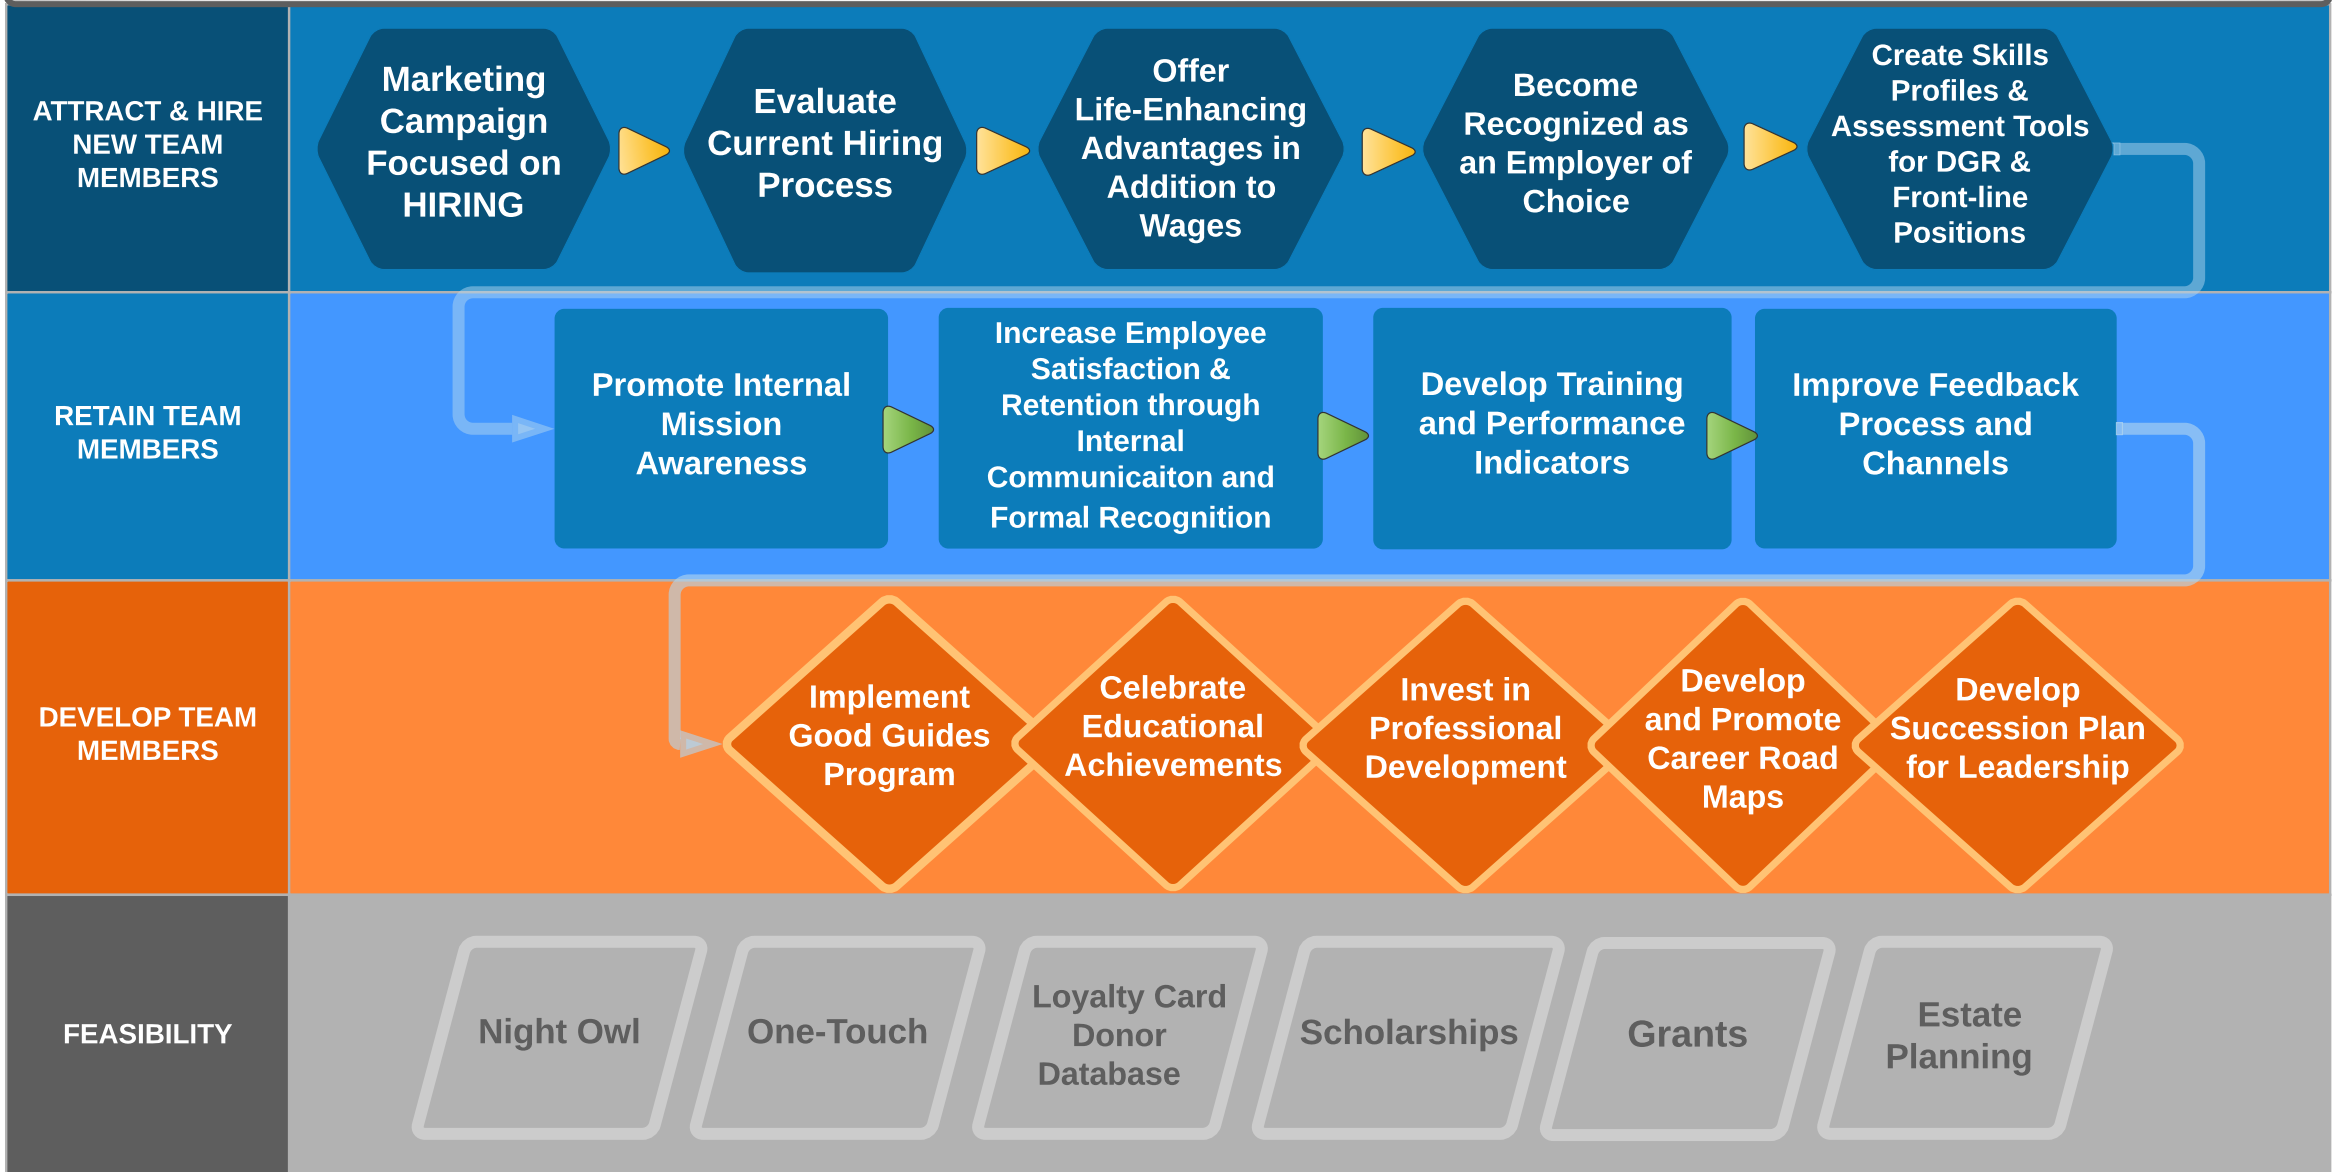 ATTRACT & HIRE
NEW TEAM
MEMBERS
Marketing
Campaign
Focused on
HIRING
Evaluate
Current Hiring
Process
Offer
Life-Enhancing
Advantages in
Addition to
Wages
Become
Recognized as
an Employer of
Choice
Create Skills
Profiles &
Assessment Tools
for DGR &
Front-line
Positions
RETAIN TEAM
MEMBERS
Promote Internal
Mission
Awareness
Increase Employee
Satisfaction &
Retention through
Internal
Communicaiton and
Formal Recognition
Develop Training
and Performance
Indicators
Improve Feedback
Process and
Channels
DEVELOP TEAM
MEMBERS
Implement
Good Guides
Program
Celebrate
Educational
Achievements
Invest in
Professional
Development
Develop
and Promote
Career Road
Maps
Develop
Succession Plan
for Leadership
FEASIBILITY
Night Owl
One-Touch
Loyalty Card
Donor
Database
Scholarships
Grants
Estate
Planning